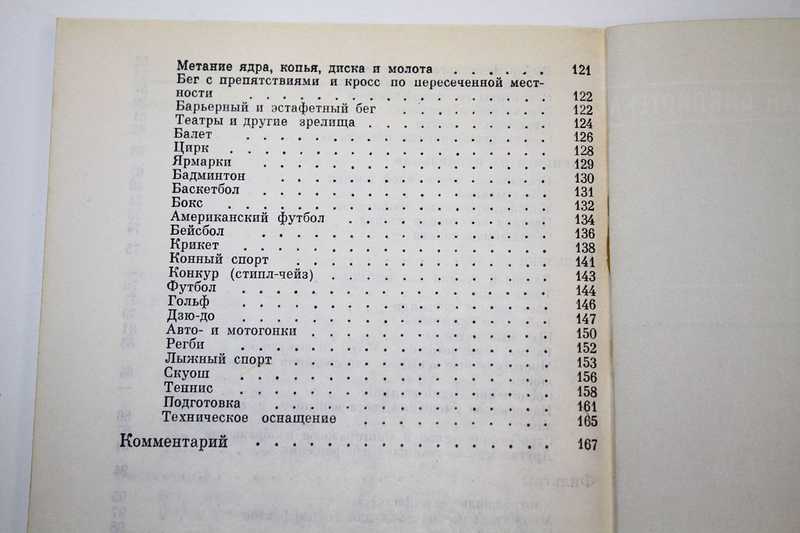 Метание ядра, копья, диска и молота . . . . . . 121
Бег с препятствиями и кросс по пересеченной мест-
ности . . . . . . . . . . . . . . . . 122
Барьерный и эстафетный бег . . . . . . . . . 122
Театры и другие зрелища . . . . . . . . . . . 124
Балет . . . . . . . . . . . . . . . . 126
Цирк . . . . . . . . . . . . . . . . . 128
Ярмарки . . . . . . . . . . . . . . . 129
Бадминтон . . . . . . . . . . . . . . 130
Баскетбол . . . . . . . . . . . . . . . 131
Бокс . . . . . . . . . . . . . . . . . 132
Американский футбол . . . . . . . . . . . 134
Бейсбол . . . . . . . . . . . . . . . 136
Крикет . . . . . . . . . . . . . . . . 138
Конный спорт . . . . . . . . . . . . . 141
Конкур (стипл-чейз) . . . . . . . . . . . . 143
Футбол . . . . . . . . . . . . . . . . 144
Гольф . . . . . . . . . . . . . . . . 146
Дзю-до . . . . . . . . . . . . . . . . 147
Авто- и мотогонки . . . . . . . . . . . . 150
Регби . . . . . . . . . . . . . . . . 152
Лыжный спорт . . . . . . . . . . . . . 153
Скуош . . . . . . . . . . . . . . . . 156
Теннис . . . . . . . . . . . . . . . . 158
Подготовка . . . . . . . . . . . . . . 161
Техническое оснащение . . . . . . . . . . 165
Комментарий . . . . . . . . . . . . . . . 167